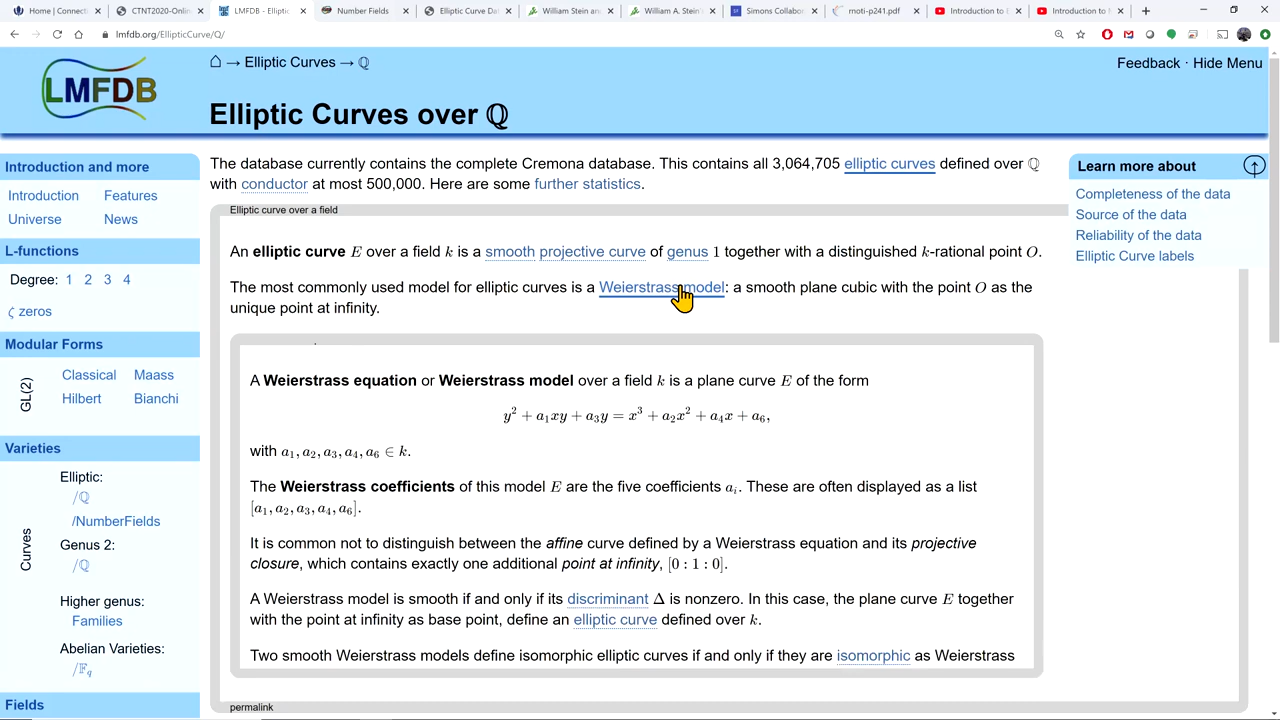 Home | Connecti
CTNT2020-Online
LMFDB - Elliptic
Number Fields
Elliptic Curve Da
William Stein an
William A. Stein'
Simons Collabor
moti-p241.pdf
Introduction to E
Introduction to E
lmfdb.org/EllipticCurve/Q/
LMFDB
→ Elliptic Curves → ℚ
Feedback · Hide Menu
Elliptic Curves over ℚ
Introduction and more
Introduction Features
Universe News
L-functions
Degree: 1 2 3 4
ζ zeros
Modular Forms
GL(2)
Classical Maass
Hilbert Bianchi
Varieties
Curves
Elliptic:
/ℚ
/NumberFields
Genus 2:
/ℚ
Higher genus:
Families
Abelian Varieties:
/𝔽q
Fields
The database currently contains the complete Cremona database. This contains all 3,064,705 elliptic curves defined over ℚ
with conductor at most 500,000. Here are some further statistics.
Elliptic curve over a field
An elliptic curve E over a field k is a smooth projective curve of genus 1 together with a distinguished k-rational point O.
The most commonly used model for elliptic curves is a Weierstrass model: a smooth plane cubic with the point O as the
unique point at infinity.
A Weierstrass equation or Weierstrass model over a field k is a plane curve E of the form
y² + a₁xy + a₃y = x³ + a₂x² + a₄x + a₆,
with a₁, a₂, a₃, a₄, a₆ ∈ k.
The Weierstrass coefficients of this model E are the five coefficients aᵢ. These are often displayed as a list
[a₁, a₂, a₃, a₄, a₆].
It is common not to distinguish between the affine curve defined by a Weierstrass equation and its projective
closure, which contains exactly one additional point at infinity, [0 : 1 : 0].
A Weierstrass model is smooth if and only if its discriminant Δ is nonzero. In this case, the plane curve E together
with the point at infinity as base point, define an elliptic curve defined over k.
Two smooth Weierstrass models define isomorphic elliptic curves if and only if they are isomorphic as Weierstrass
permalink
Learn more about
Completeness of the data
Source of the data
Reliability of the data
Elliptic Curve labels